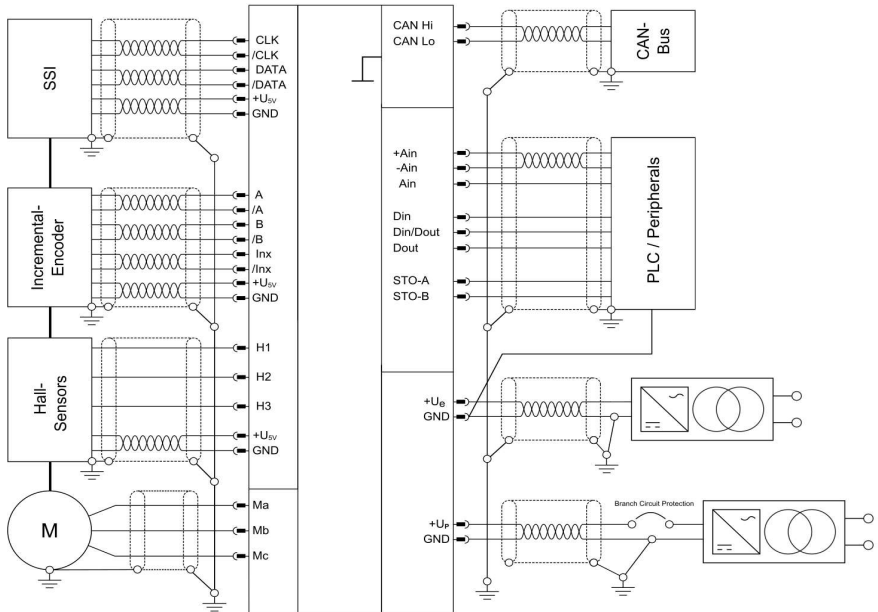 SSI
CLK
/CLK
DATA
/DATA
+U5V
GND
Incremental-
Encoder
A
/A
B
/B
Inx
/Inx
+U5V
GND
Hall-
Sensors
H1
H2
H3
+U5V
GND
M
Ma
Mb
Mc
CAN Hi
CAN Lo
CAN-
Bus
+Ain
-Ain
Ain
Din
Din/Dout
Dout
STO-A
STO-B
PLC / Peripherals
+Ue
GND
Branch Circuit Protection
+UP
GND